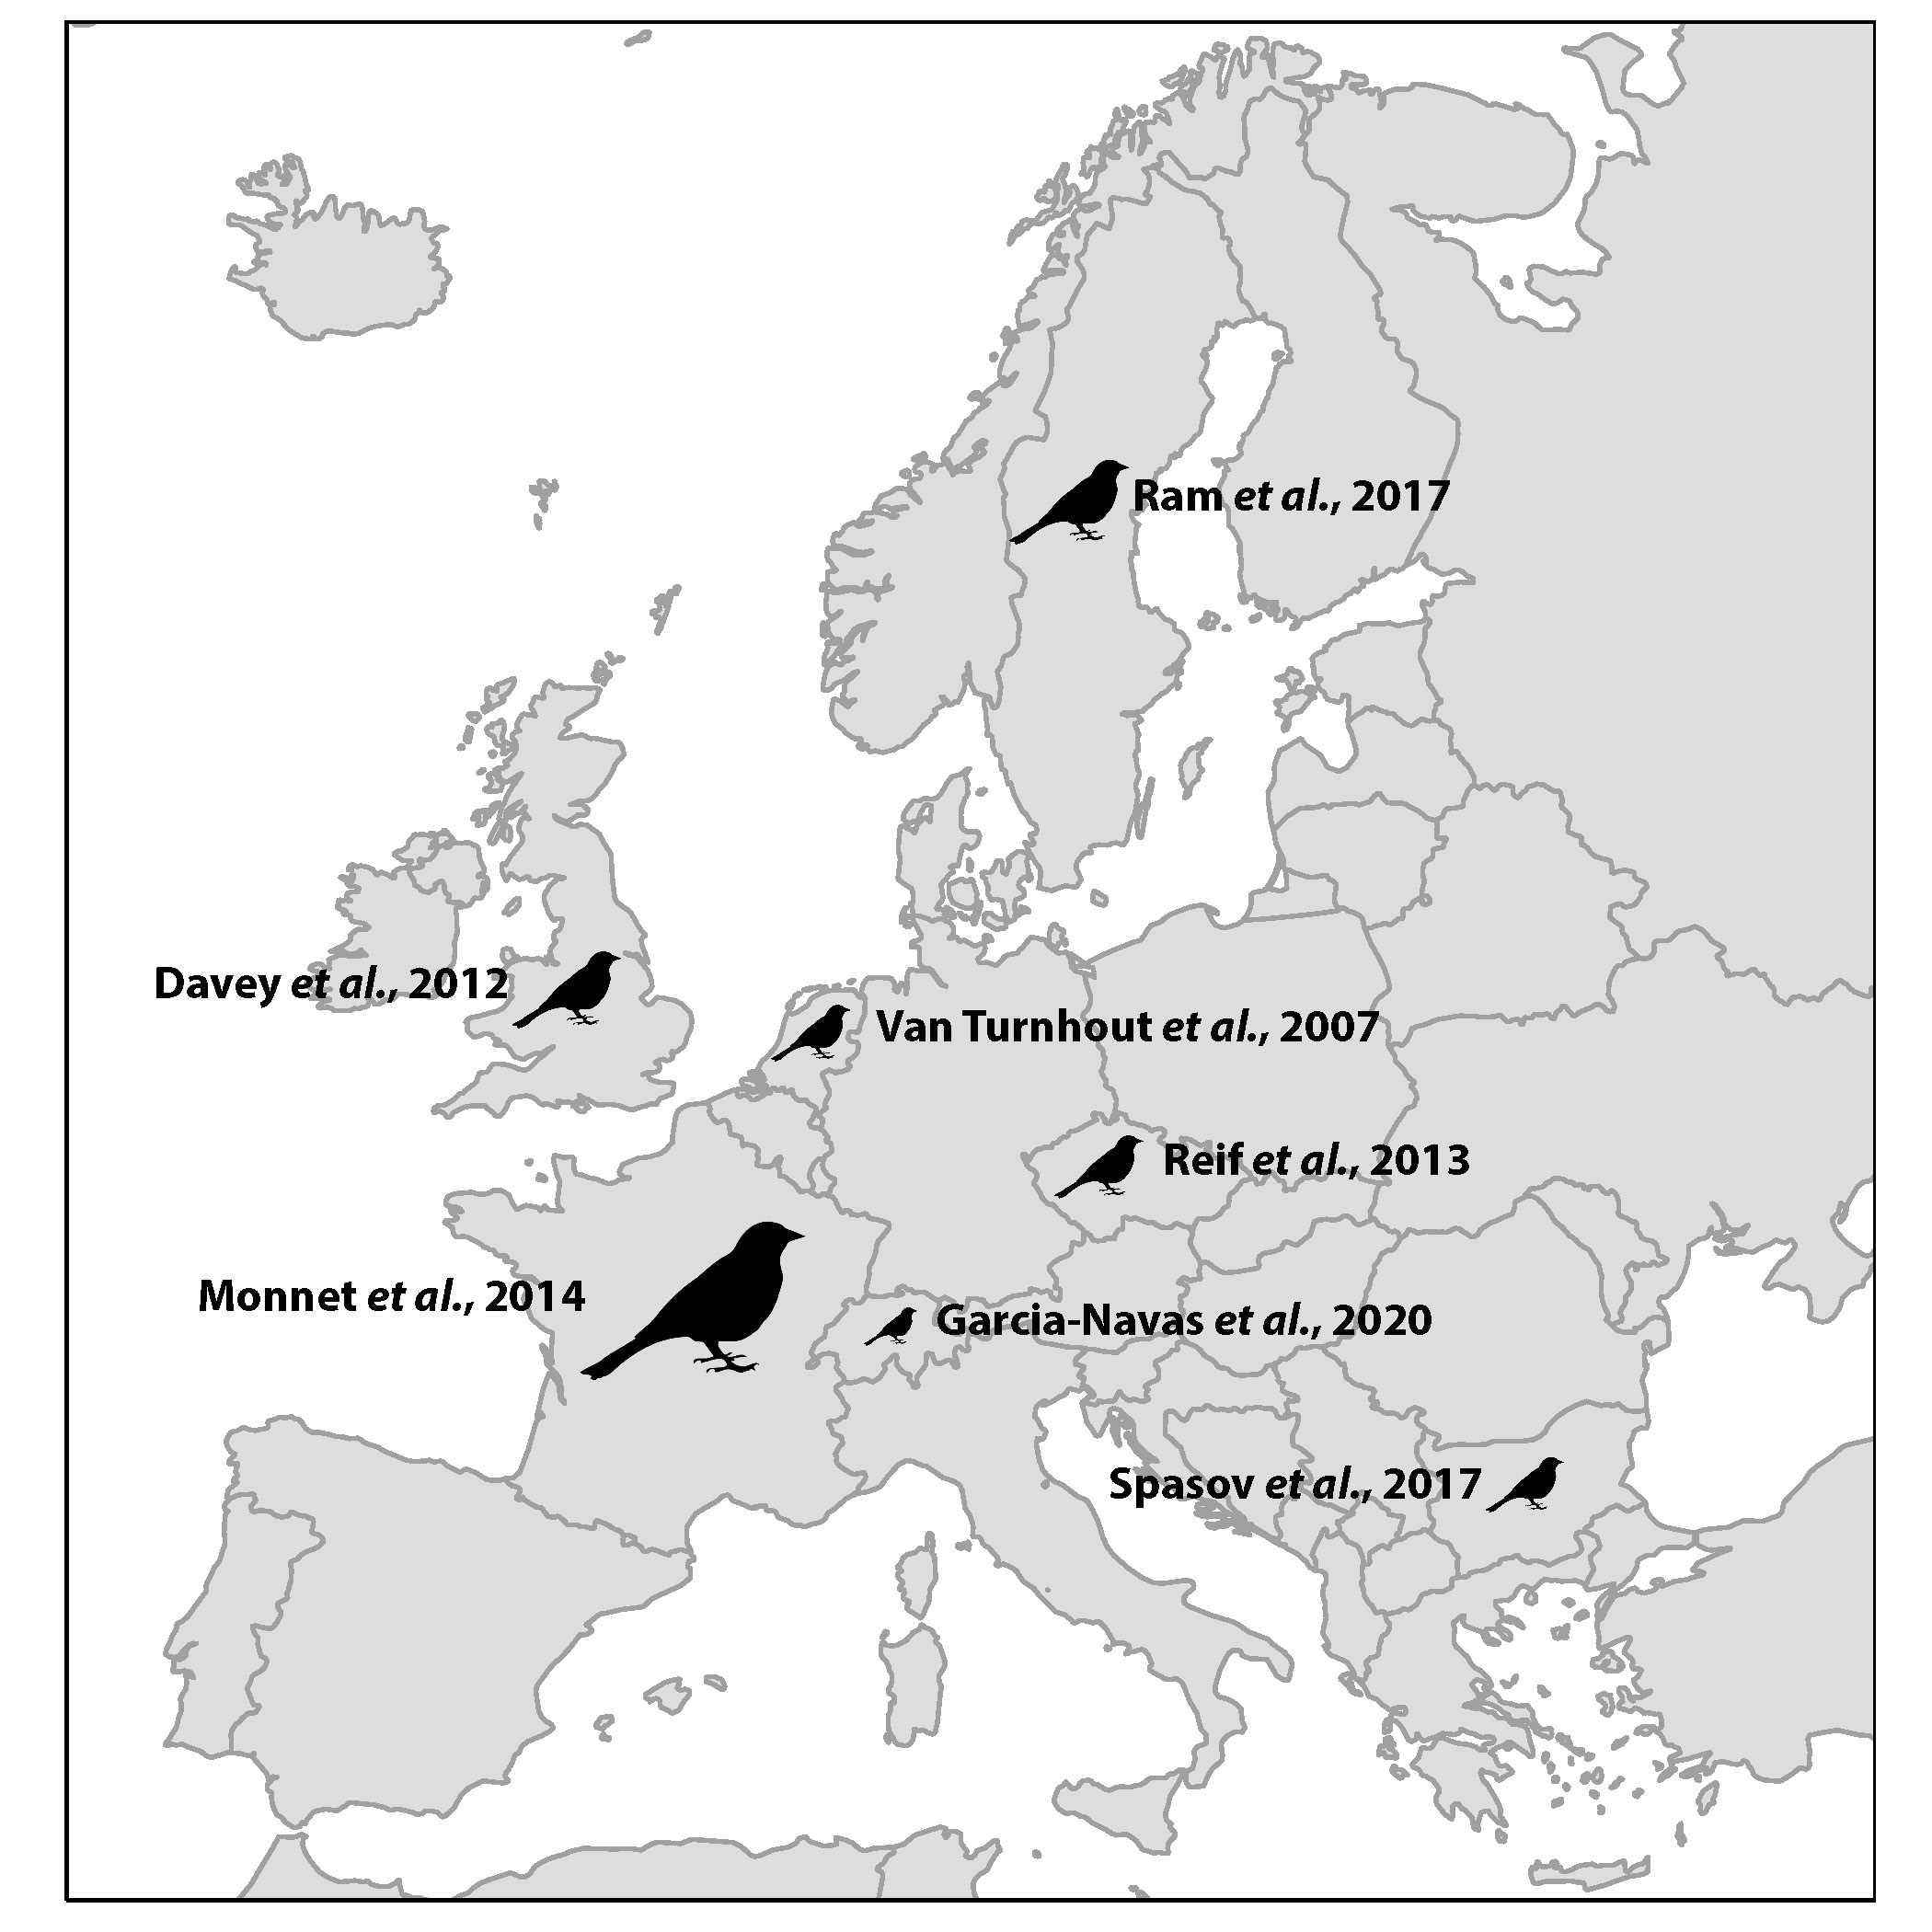 Ram et al., 2017
Davey et al., 2012
Van Turnhout et al., 2007
Reif et al., 2013
Monnet et al., 2014
Garcia-Navas et al., 2020
Spasov et al., 2017